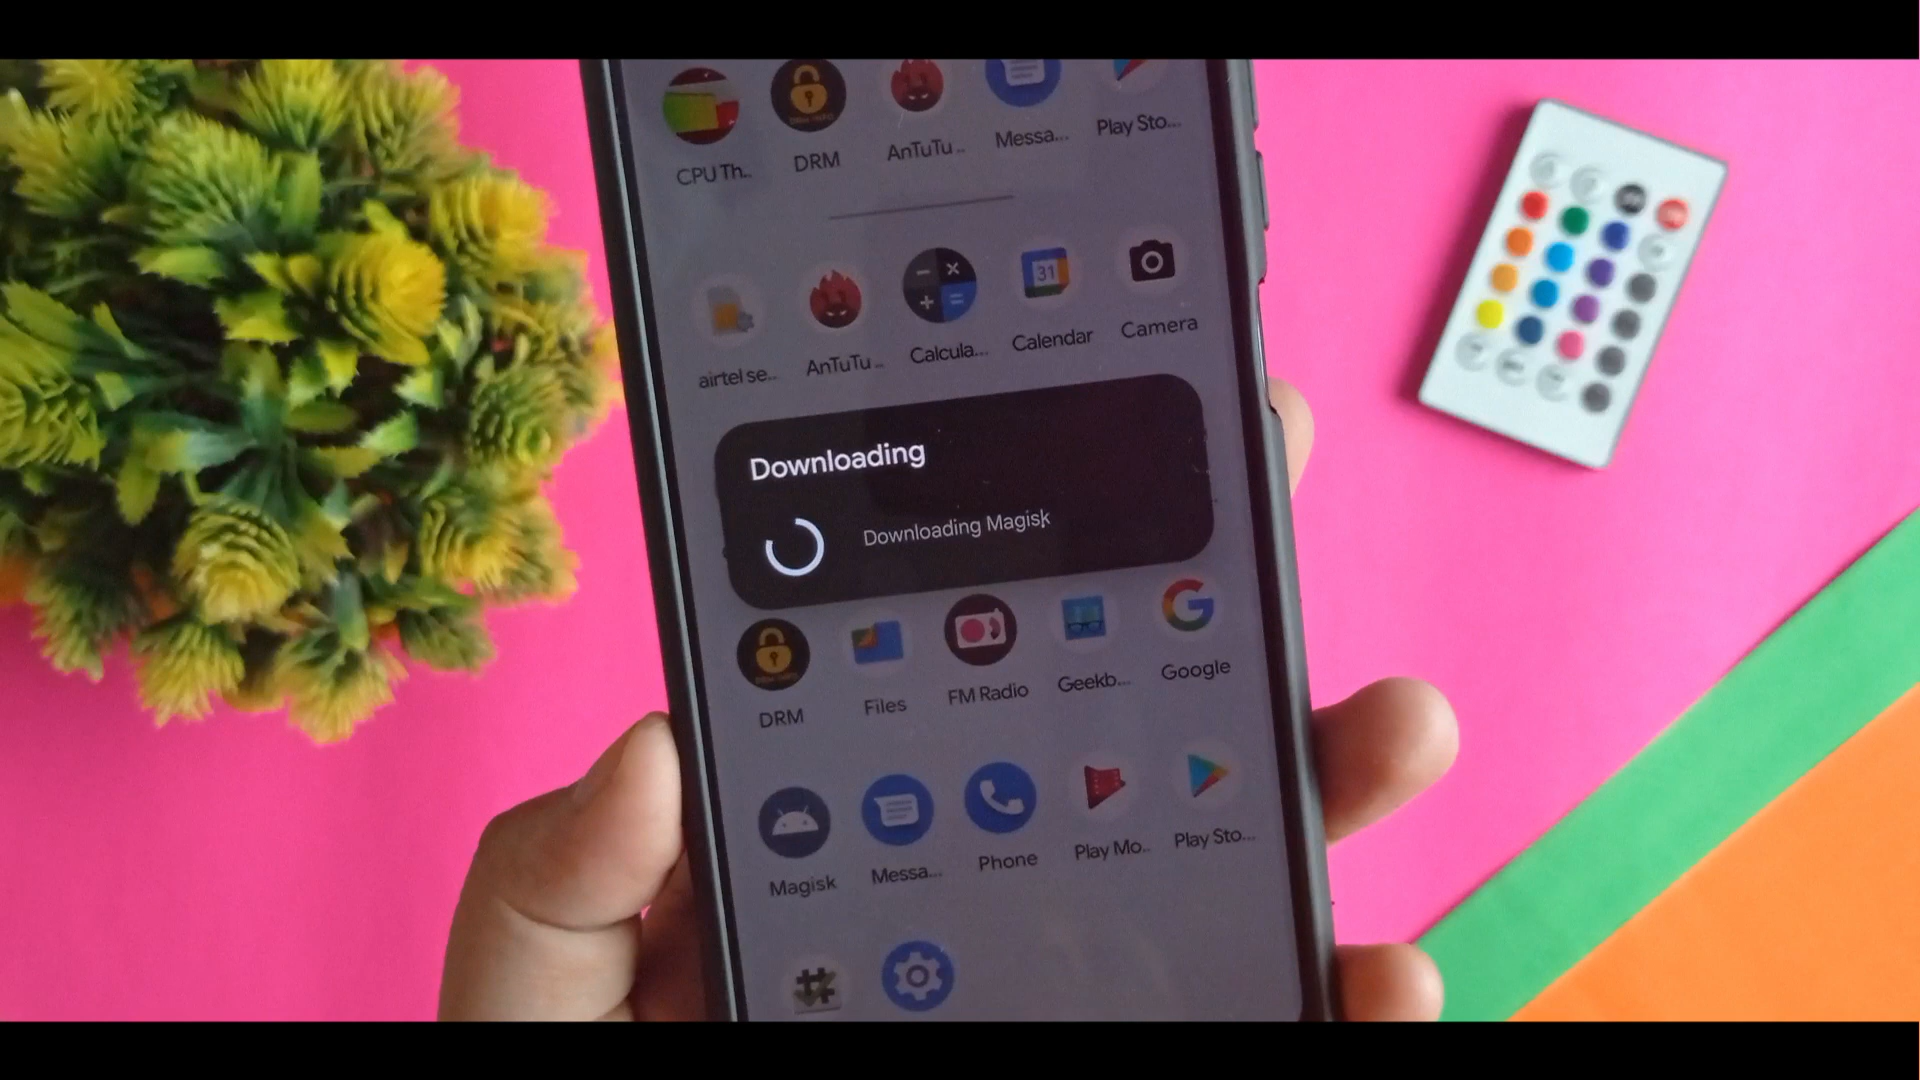 CPU Th..
DRM
AnTuTu ..
Messa...
Play Sto...
airtel se..
AnTuTu ..
Calcula...
31
Calendar
Camera
Downloading
Downloading Magisk
DRM
Files
FM Radio
Geekb...
Google
Magisk
Messa...
Phone
Play Mo..
Play Sto...